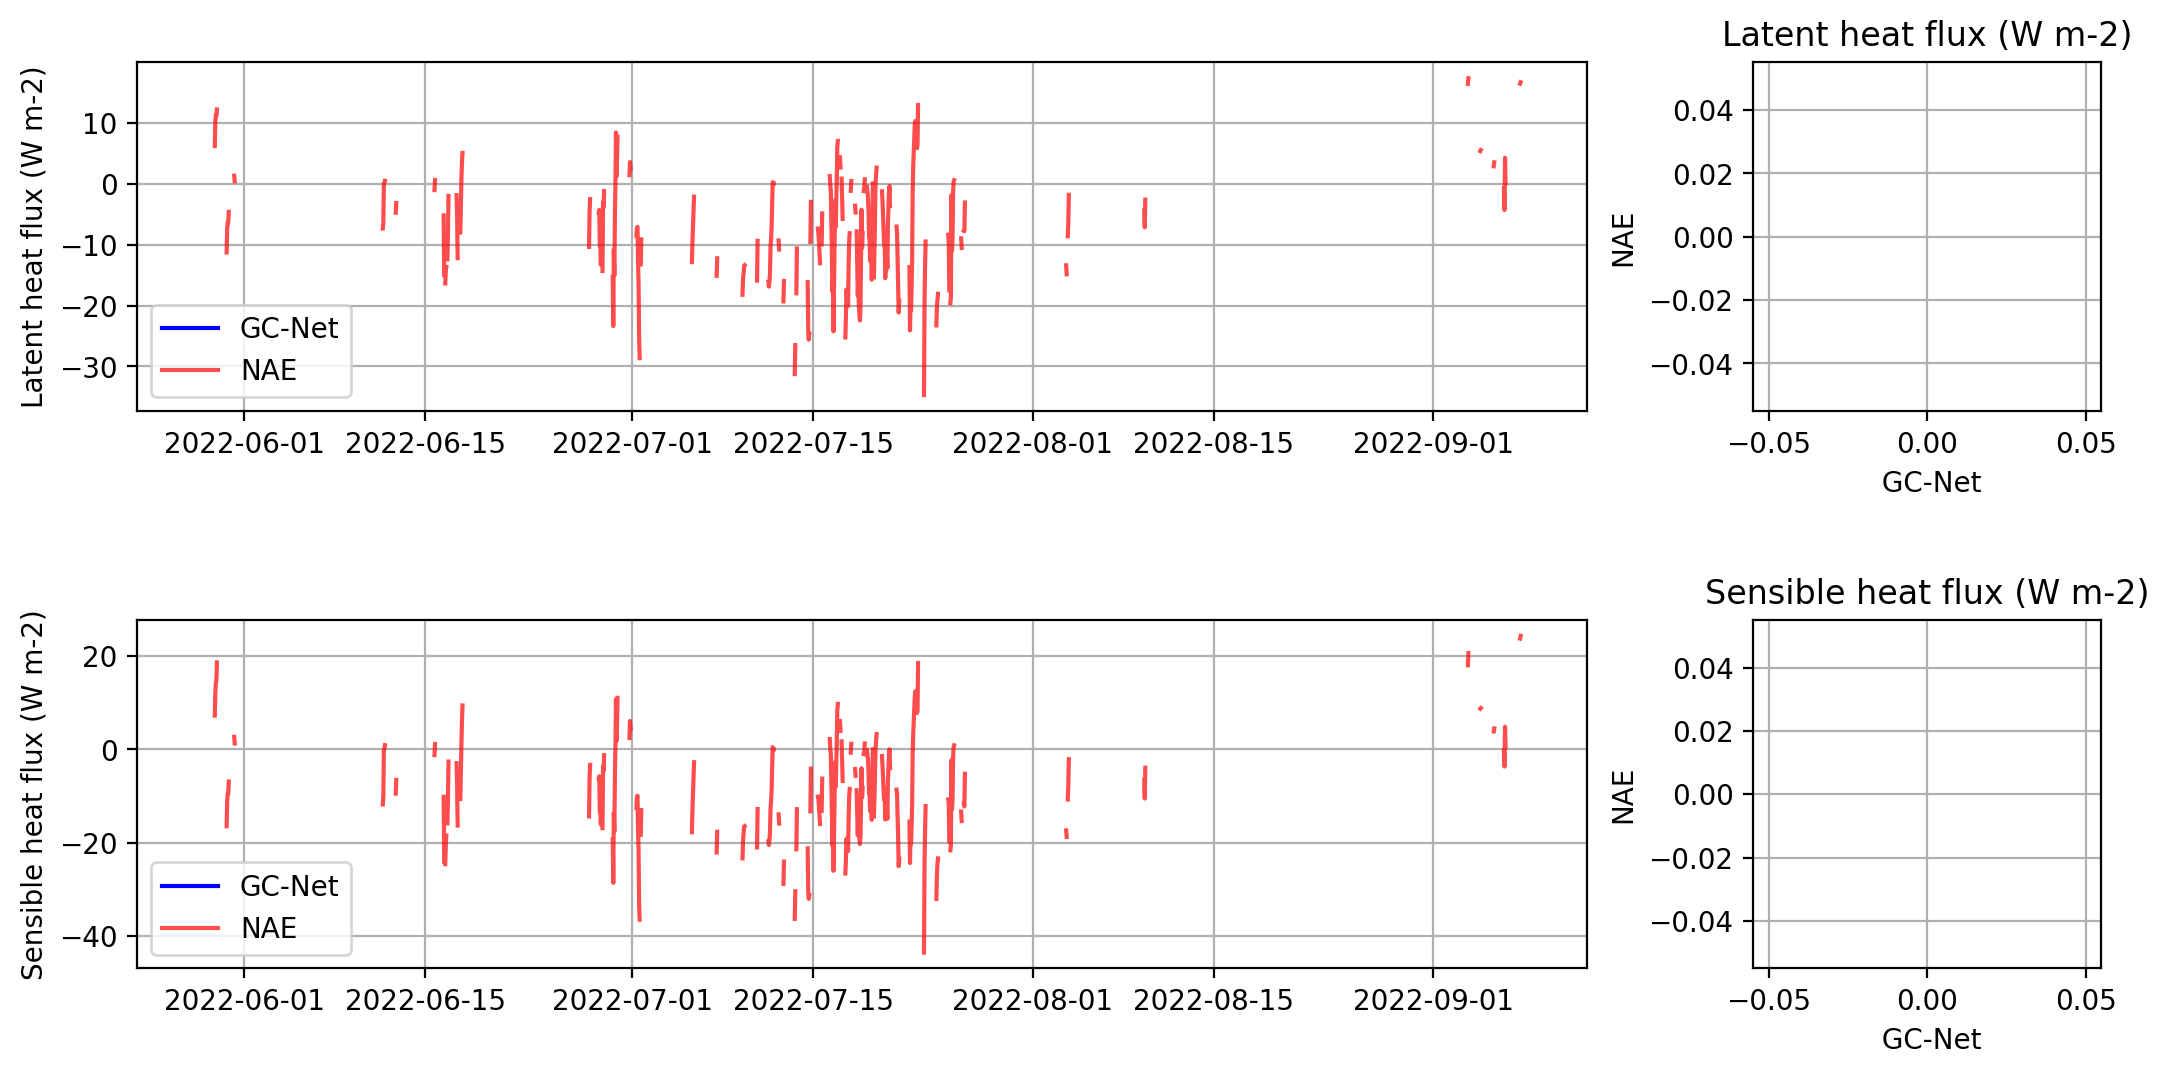 Latent heat flux (W m-2)
Latent heat flux (W m-2)
10
0
−10
−20
−30
GC-Net
NAE
2022-06-01 2022-06-15 2022-07-01 2022-07-15 2022-08-01 2022-08-15 2022-09-01
NAE
0.04
0.02
0.00
−0.02
−0.04
−0.05 0.00 0.05
GC-Net
Sensible heat flux (W m-2)
Sensible heat flux (W m-2)
20
0
−20
−40
GC-Net
NAE
2022-06-01 2022-06-15 2022-07-01 2022-07-15 2022-08-01 2022-08-15 2022-09-01
NAE
0.04
0.02
0.00
−0.02
−0.04
−0.05 0.00 0.05
GC-Net